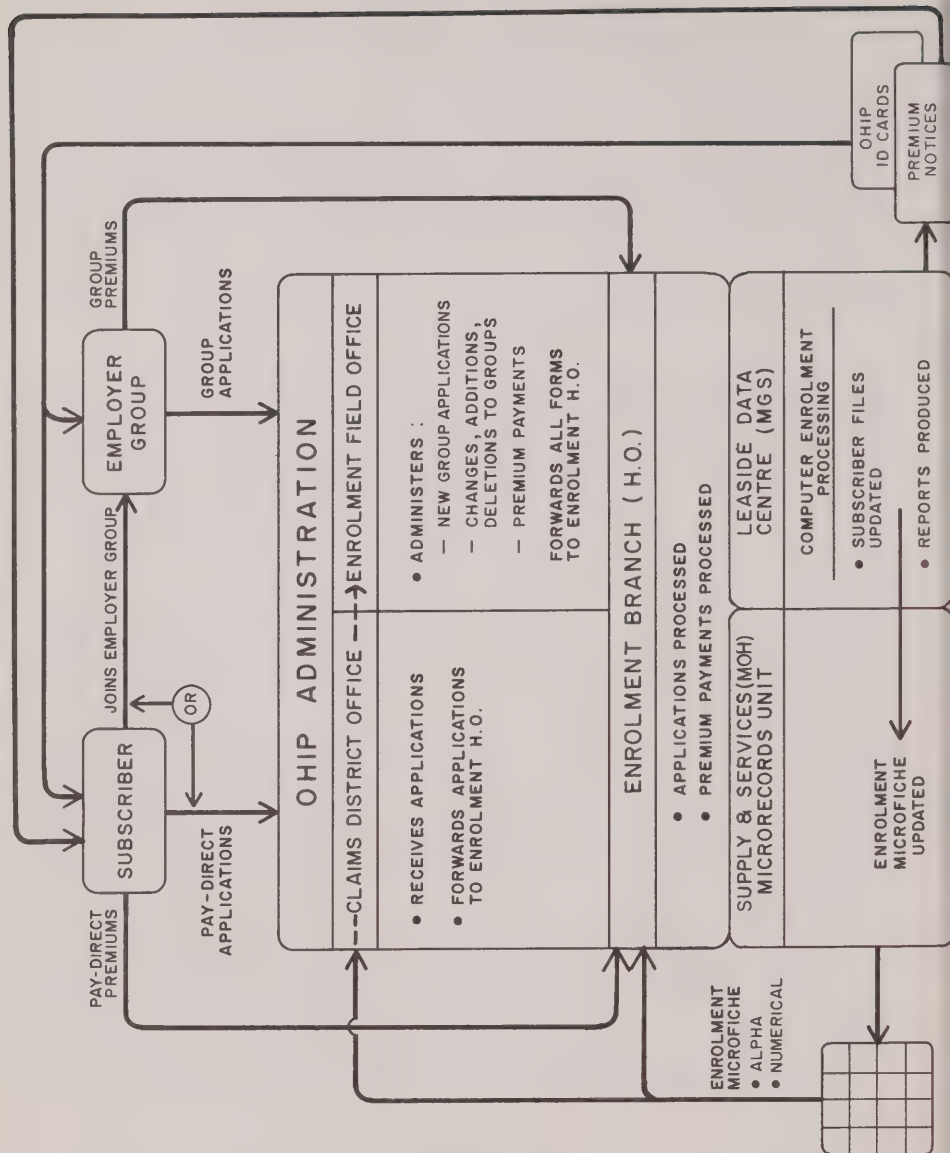 PAY-DIRECT
PREMIUMS
SUBSCRIBER
JOINS EMPLOYER GROUP
EMPLOYER
GROUP
GROUP
PREMIUMS
OR
PAY-DIRECT
APPLICATIONS
GROUP
APPLICATIONS
OHIP ADMINISTRATION
CLAIMS DISTRICT OFFICE
ENROLMENT FIELD OFFICE
• RECEIVES APPLICATIONS
• FORWARDS APPLICATIONS
TO ENROLMENT H.O.
• ADMINISTERS :
— NEW GROUP APPLICATIONS
— CHANGES, ADDITIONS,
DELETIONS TO GROUPS
— PREMIUM PAYMENTS
FORWARDS ALL FORMS
TO ENROLMENT H.O.
ENROLMENT BRANCH ( H.O. )
• APPLICATIONS PROCESSED
• PREMIUM PAYMENTS PROCESSED
SUPPLY & SERVICES (MOH)
MICRORECORDS UNIT
LEASIDE DATA
CENTRE (MGS)
COMPUTER ENROLMENT
PROCESSING
• SUBSCRIBER FILES
UPDATED
• REPORTS PRODUCED
ENROLMENT
MICROFICHE
UPDATED
ENROLMENT
MICROFICHE
• ALPHA
• NUMERICAL
OHIP
ID CARDS
PREMIUM
NOTICES